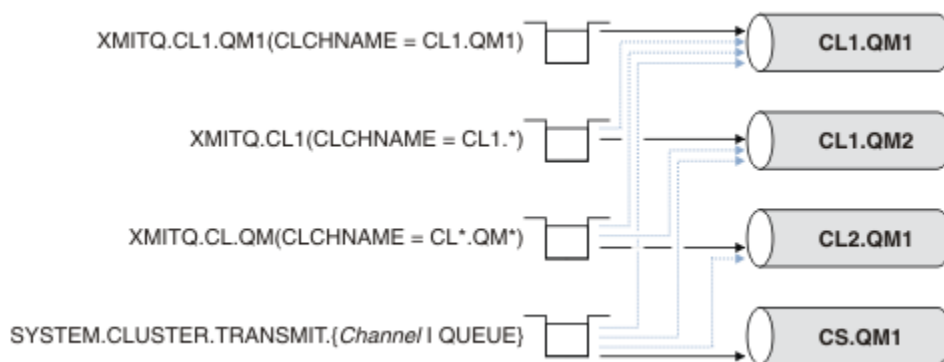 XMITQ.CL1.QM1(CLCHNAME = CL1.QM1)
CL1.QM1
XMITQ.CL1(CLCHNAME = CL1.*)
CL1.QM2
XMITQ.CL.QM(CLCHNAME = CL*.QM*)
CL2.QM1
SYSTEM.CLUSTER.TRANSMIT.{Channel I QUEUE}
CS.QM1